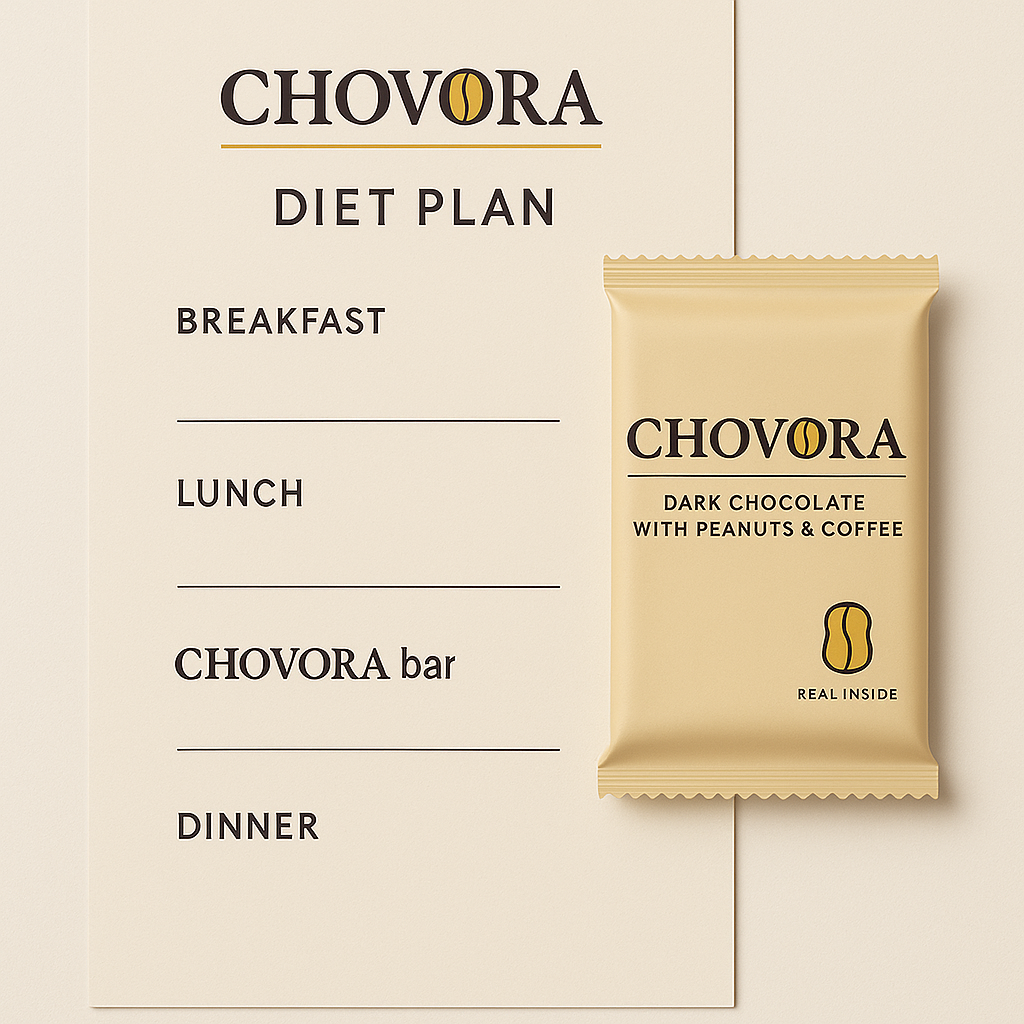 CHOVORA
DIET PLAN
BREAKFAST
LUNCH
CHOVORA bar
DINNER
CHOVORA
DARK CHOCOLATE
WITH PEANUTS & COFFEE
REAL INSIDE